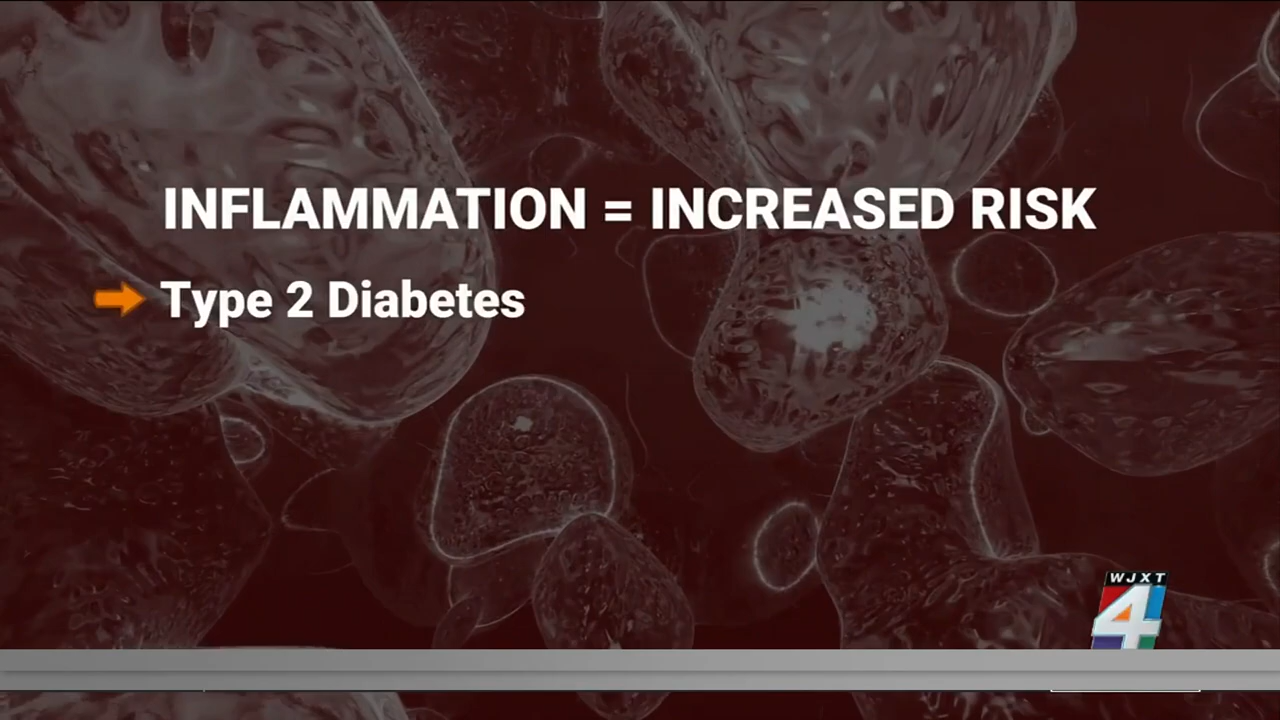 INFLAMMATION = INCREASED RISK
Type 2 Diabetes
WJXT
4